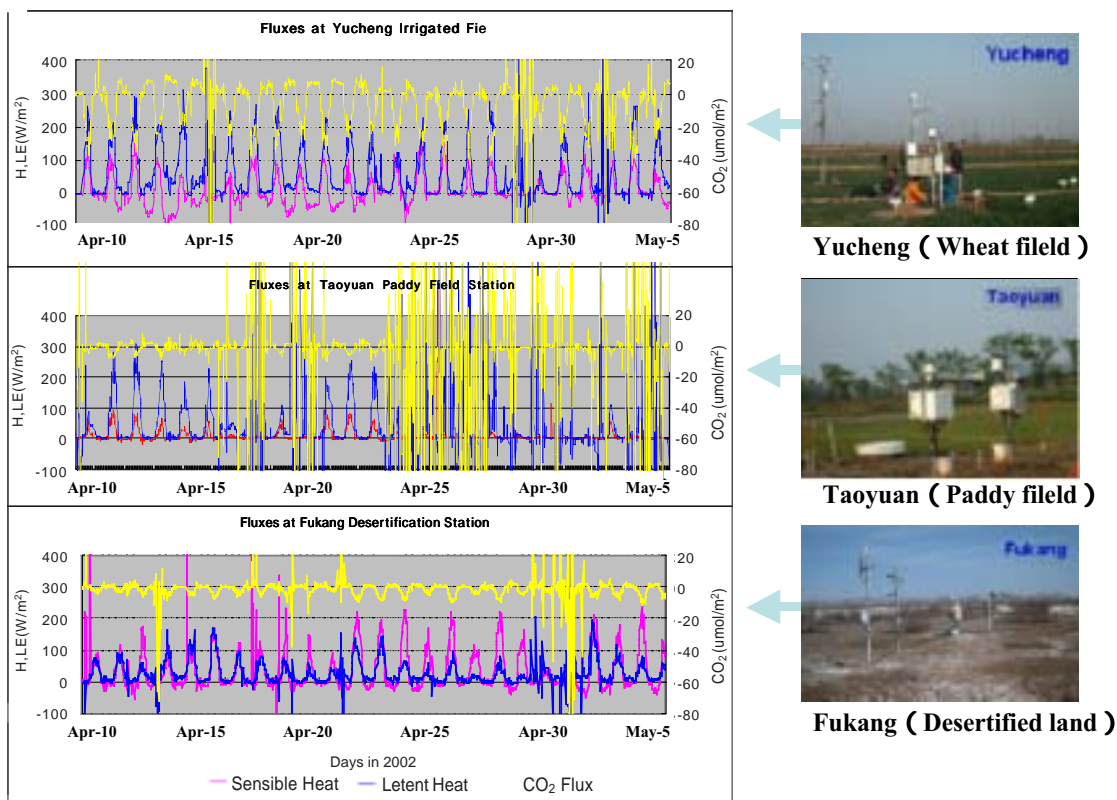 Fluxes at Yucheng Irrigated Fie
400
300
200
100
0
-100
H,LE(W/m²)
20
0
-20
-40
-60
-80
CO₂ (umol/m²)
Apr-10 Apr-15 Apr-20 Apr-25 Apr-30 May-5
Yucheng
Yucheng ( Wheat fileld )
Fluxes at Taoyuan Paddy Field Station
400
300
200
100
0
-100
H,LE(W/m²)
20
0
-20
-40
-60
-80
CO₂ (umol/m²)
Apr-10 Apr-15 Apr-20 Apr-25 Apr-30 May-5
Taoyuan
Taoyuan ( Paddy fileld )
Fluxes at Fukang Desertification Station
400
300
200
100
0
-100
H,LE(W/m²)
20
0
-20
-40
-60
-80
CO₂ (umol/m²)
Apr-10 Apr-15 Apr-20 Apr-25 Apr-30 May-5
Fukang
Fukang ( Desertified land )
Days in 2002
Sensible Heat Letent Heat CO₂ Flux